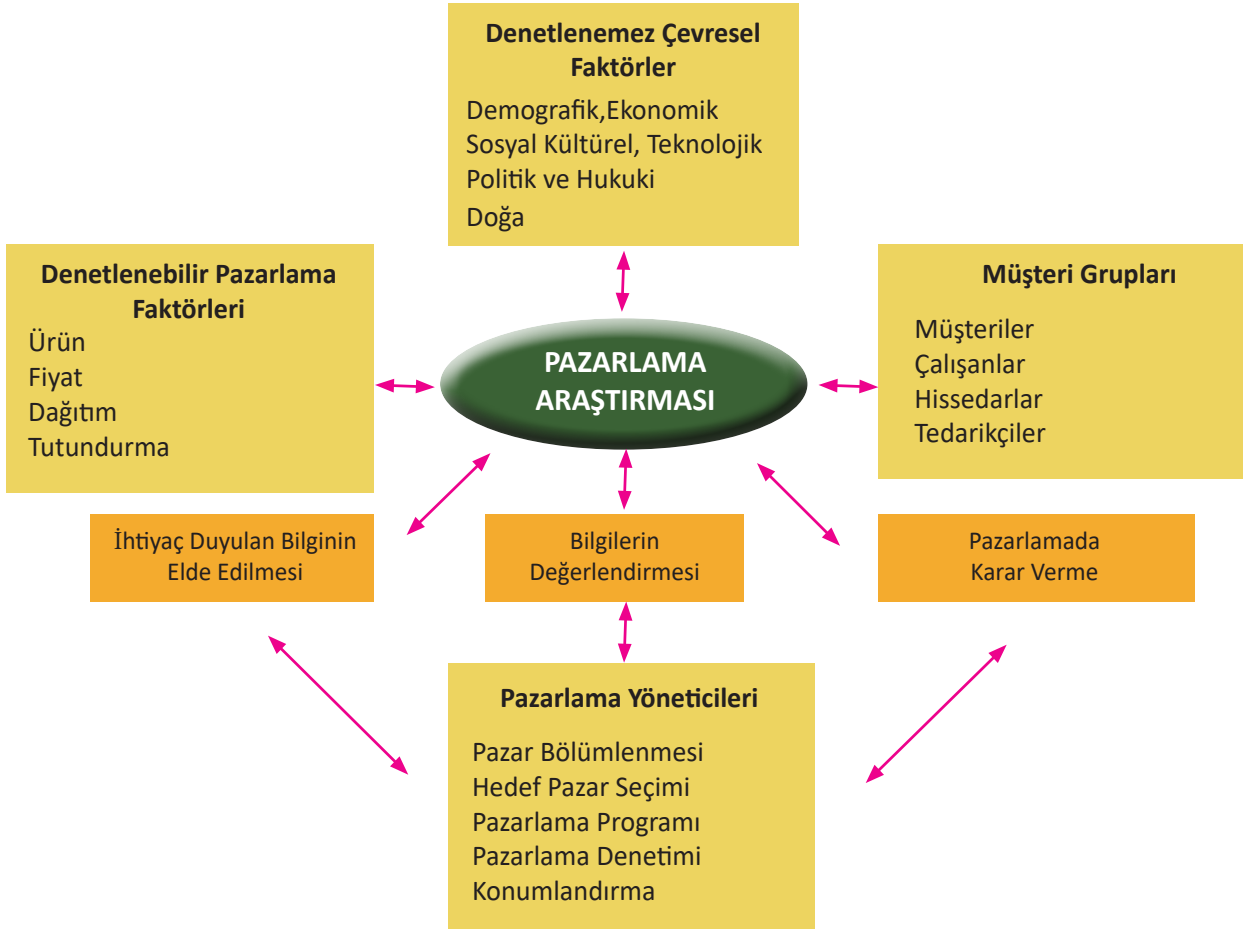 Denetlenemez Çevresel
Faktörler
Demografik,Ekonomik
Sosyal Kültürel, Teknolojik
Politik ve Hukuki
Doğa
Denetlenebilir Pazarlama
Faktörleri
Ürün
Fiyat
Dağıtım
Tutundurma
PAZARLAMA
ARAŞTIRMASI
Müşteri Grupları
Müşteriler
Çalışanlar
Hissedarlar
Tedarikçiler
İhtiyaç Duyulan Bilginin
Elde Edilmesi
Bilgilerin
Değerlendirmesi
Pazarlamada
Karar Verme
Pazarlama Yöneticileri
Pazar Bölümlenmesi
Hedef Pazar Seçimi
Pazarlama Programı
Pazarlama Denetimi
Konumlandırma